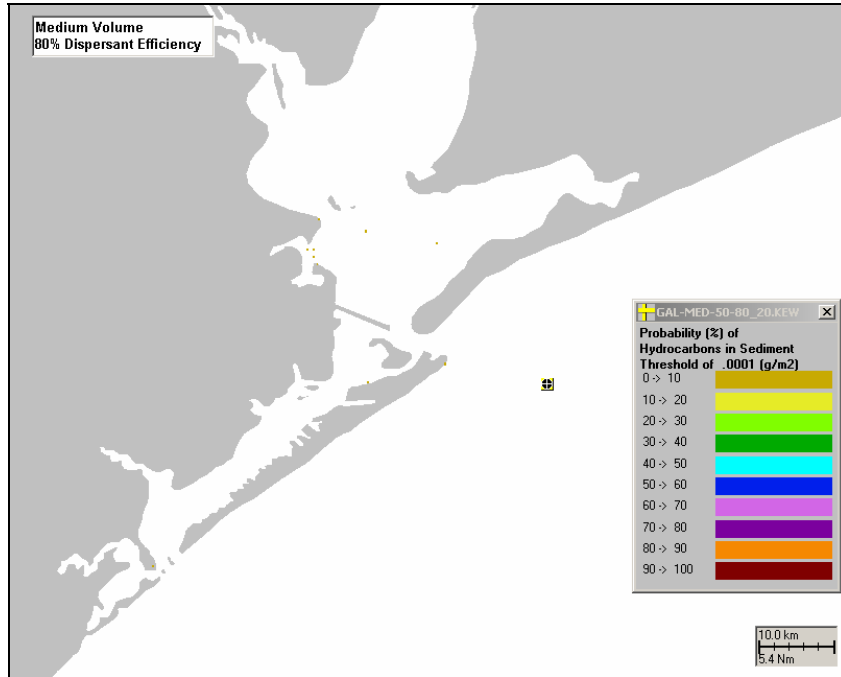 Medium Volume
80% Dispersant Efficiency
GAL-MED-50-80_20.KEW
Probability (%) of
Hydrocarbons in Sediment
Threshold of .0001 (g/m2)
0 -> 10
10 -> 20
20 -> 30
30 -> 40
40 -> 50
50 -> 60
60 -> 70
70 -> 80
80 -> 90
90 -> 100
10.0 km
5.4 Nm